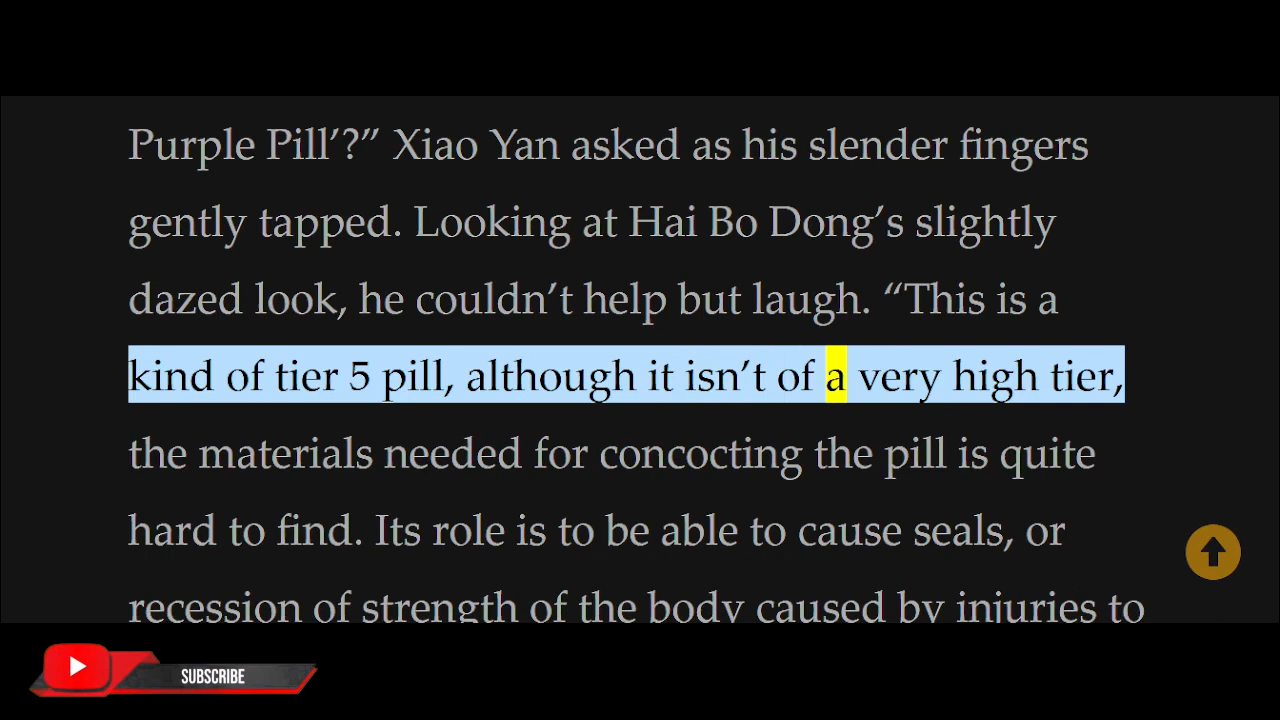 Purple Pill’?” Xiao Yan asked as his slender fingers
gently tapped. Looking at Hai Bo Dong’s slightly
dazed look, he couldn’t help but laugh. “This is a
kind of tier 5 pill, although it isn’t of a very high tier,
the materials needed for concocting the pill is quite
hard to find. Its role is to be able to cause seals, or
recession of strength of the body caused by injuries to
SUBSCRIBE